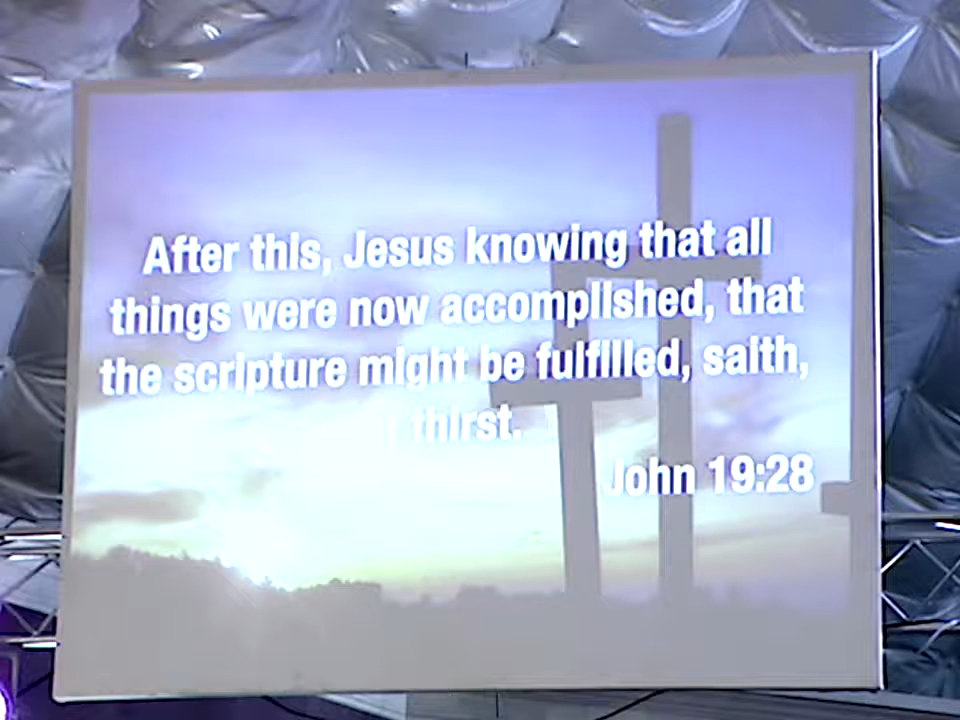 After this, Jesus knowing that all
things were now accomplished, that
the scripture might be fulfilled, saith,
I thirst.
John 19:28